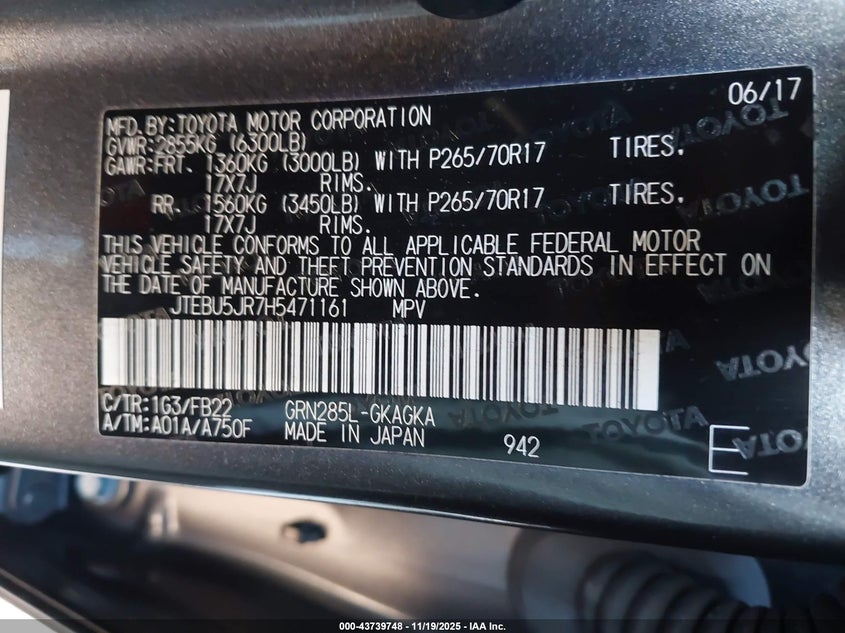 06/17
MFD.BY:TOYOTA MOTOR CORPORATION
GVWR:2855KG (6300LB)
GAWR:FRT. 1360KG (3000LB) WITH P265/70R17 TIRES,
17X7J RIMS.
RR. 1560KG (3450LB) WITH P265/70R17 TIRES,
17X7J RIMS.
THIS VEHICLE CONFORMS TO ALL APPLICABLE FEDERAL MOTOR
VEHICLE SAFETY AND THEFT PREVENTION STANDARDS IN EFFECT ON
THE DATE OF MANUFACTURE SHOWN ABOVE.
JTEBU5JR7H5471161 MPV
C/TR:1G3/FB22 GRN285L-GKAGKA
A/TM:A01A/A750F MADE IN JAPAN 942 E
000-43739748 - 11/19/2025 - IAA Inc.